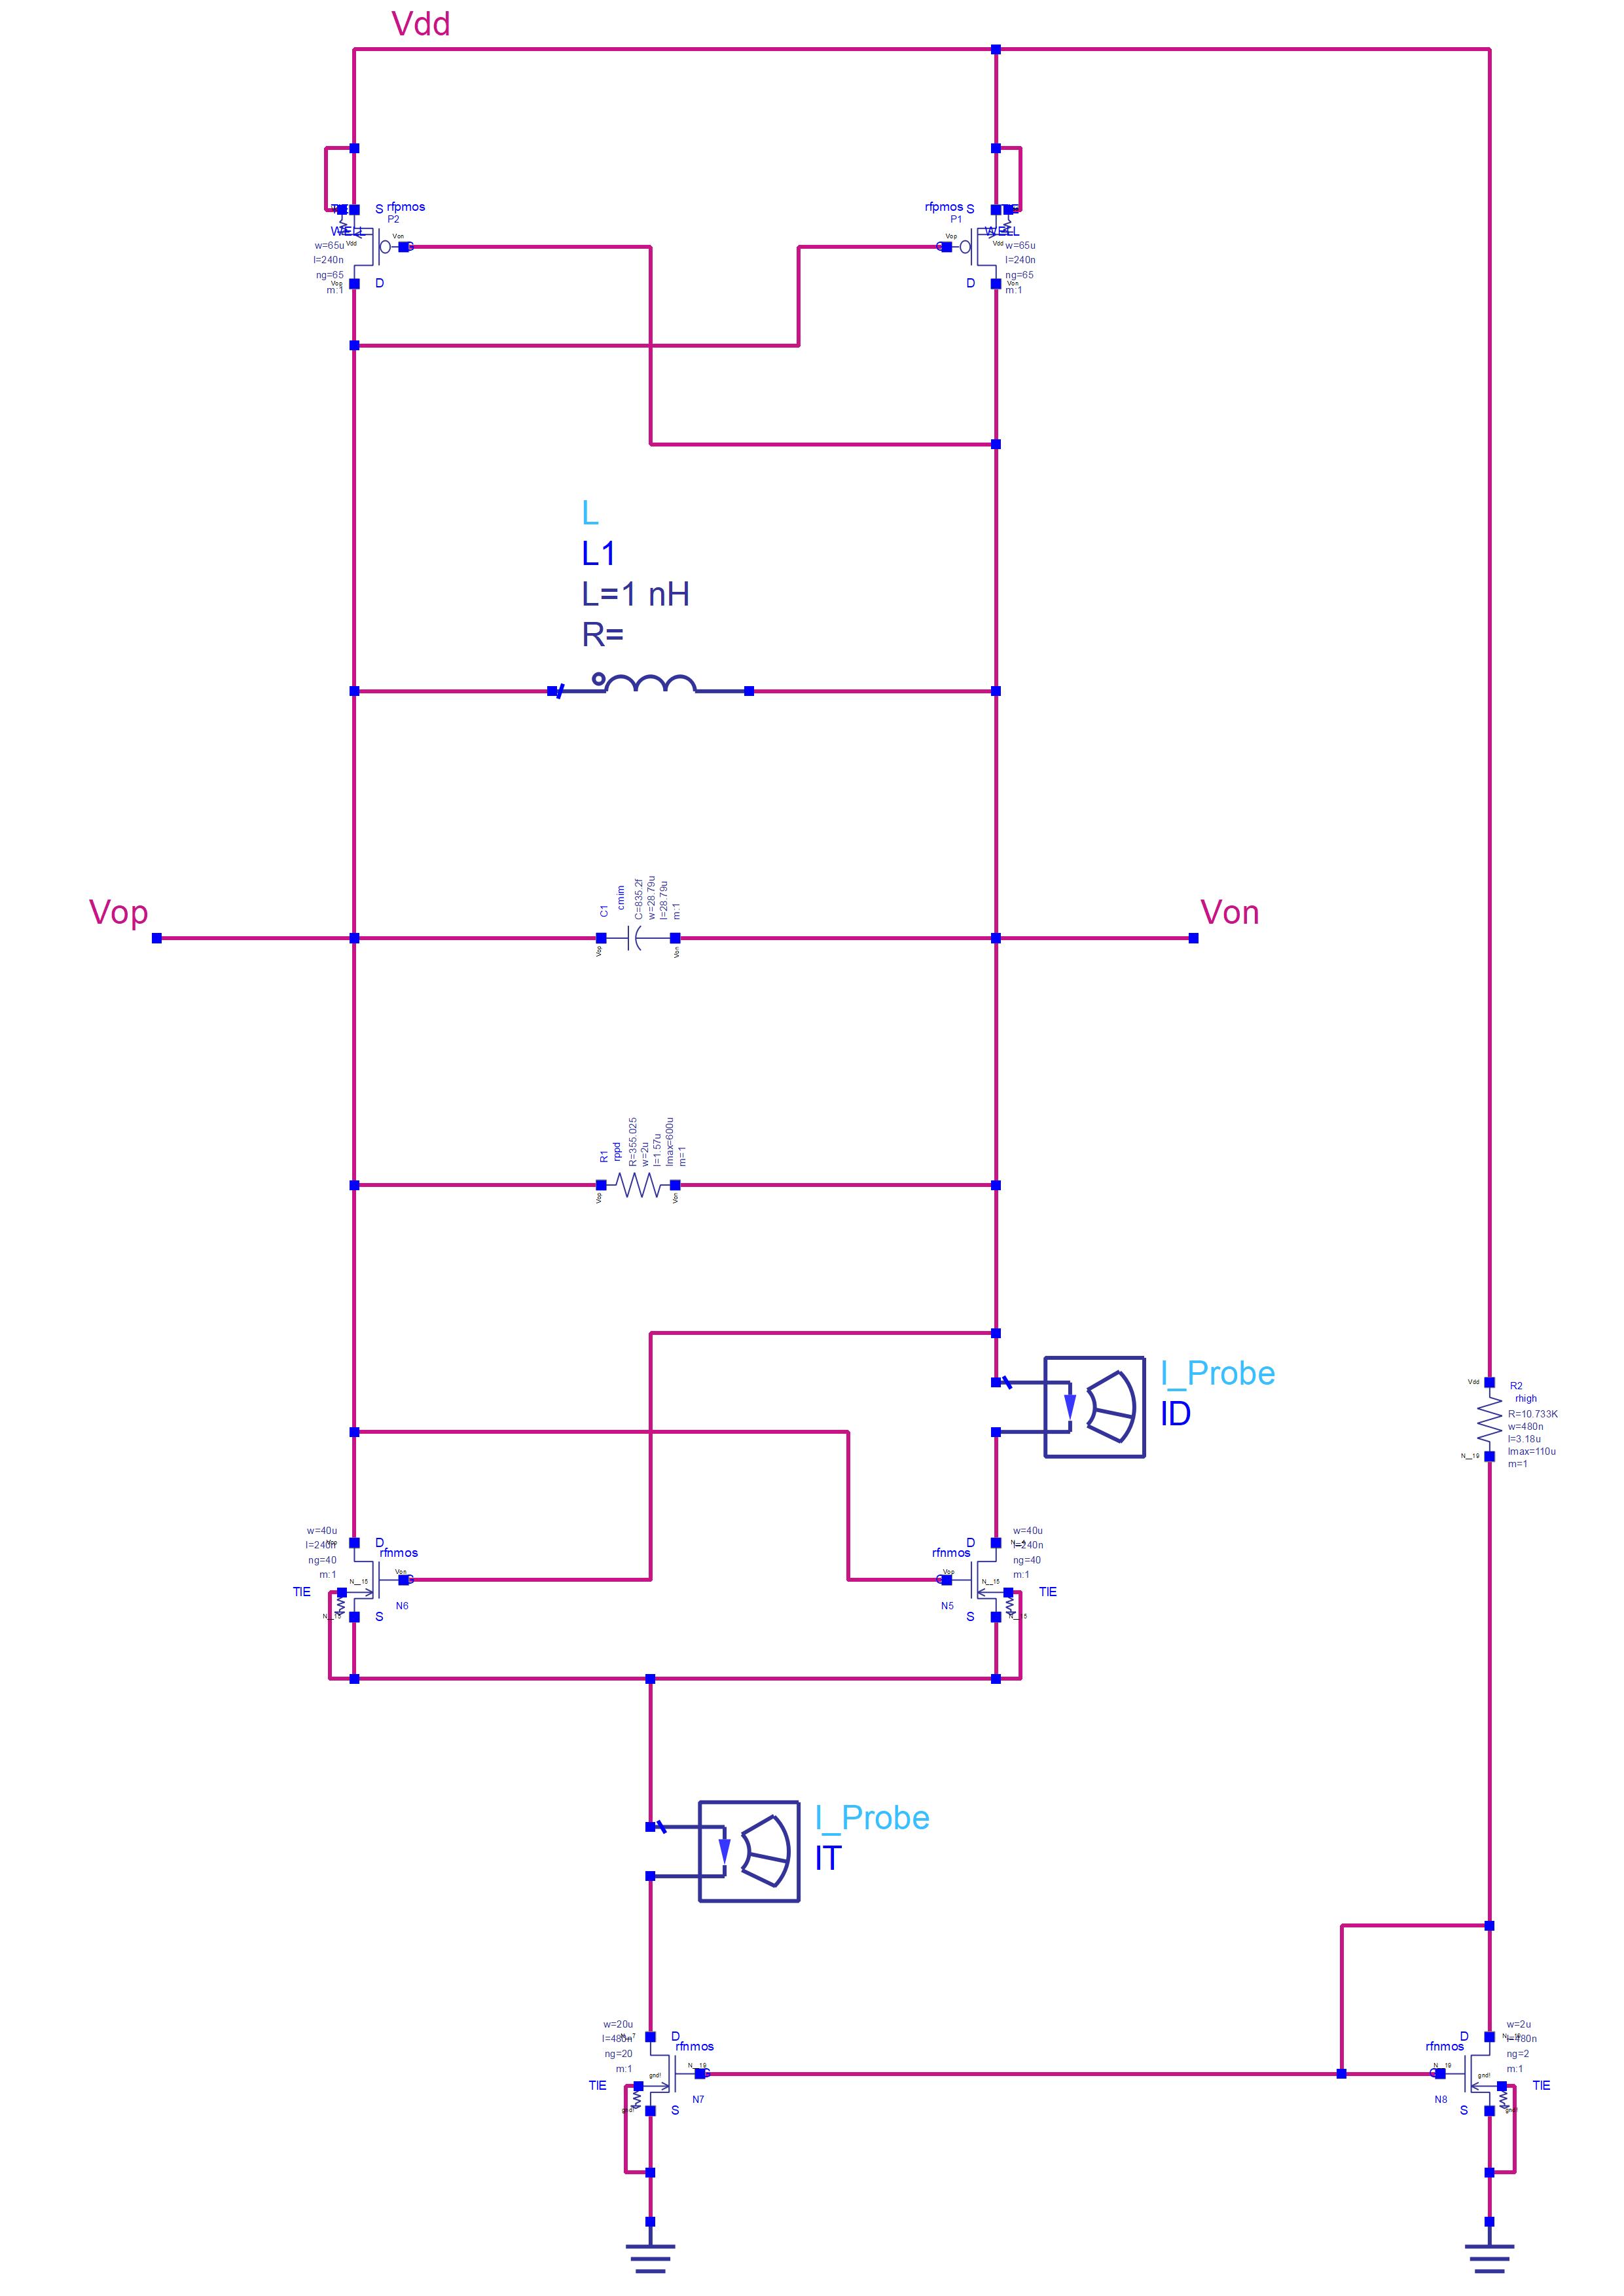 Vdd
TIE
S
rfpmos
P2
WELL
Vdd
Von
w=65u
l=240n
ng=65
m:1
Vop
D
rfpmos
S
P1
Vop
WELL
Vdd
w=65u
l=240n
ng=65
m:1
D
Von
L
L1
L=1 nH
R=
Vop
C1
cmim
C=835.2f
w=28.79u
l=28.79u
m:1
Vop
Von
Von
R1
rppd
R=355.025
w=2u
l=1.57u
Imax=600u
m=1
Vop
Von
I_Probe
ID
Vdd
R2
rhigh
R=10.733K
w=480n
l=3.18u
Imax=110u
m=1
N__19
w=40u
l=240n
ng=40
m:1
D
rfnmos
Von
N__15
TIE
N__15
S
N6
D
rfnmos
Vop
N__15
N5
S
w=40u
l=240n
ng=40
m:1
TIE
I_Probe
IT
w=20u
l=480n
ng=20
m:1
D
rfnmos
N__19
gnd!
TIE
gnd!
S
N7
D
rfnmos
N__19
gnd!
N8
S
w=2u
l=480n
ng=2
m:1
TIE
gnd!